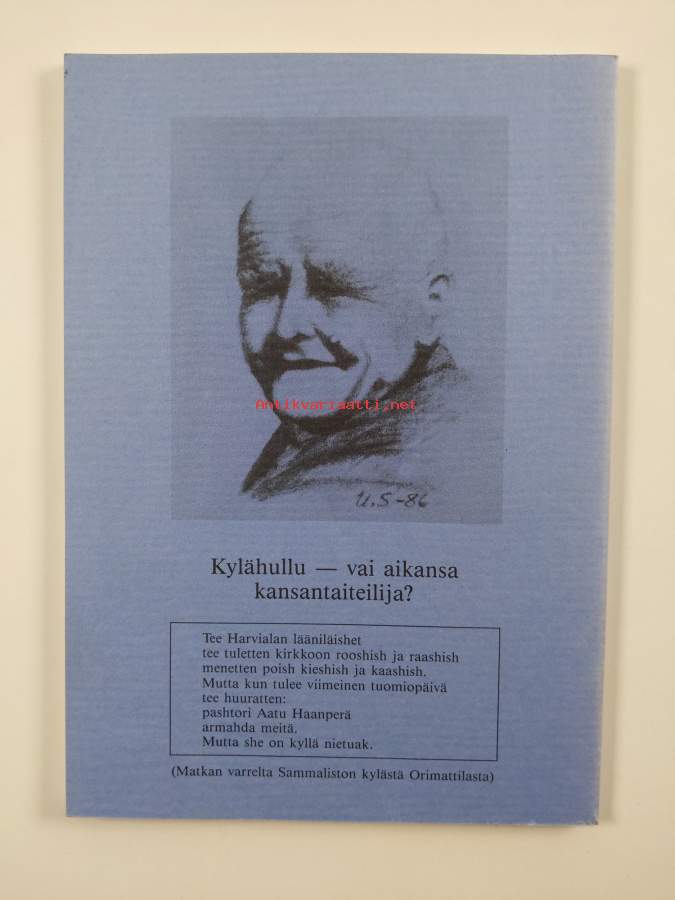 Antikvariaatti.net
U.S-86
Kylähullu — vai aikansa
kansantaiteilija?
Tee Harvialan lääniläishet
tee tuletten kirkkoon rooshish ja raashish
menetten poish kieshish ja kaashish.
Mutta kun tulee viimeinen tuomiopäivä
tee huuratten:
pashtori Aatu Haanperä
armahda meitä.
Mutta she on kyllä nietuak.
(Matkan varrelta Sammaliston kylästä Orimattilasta)